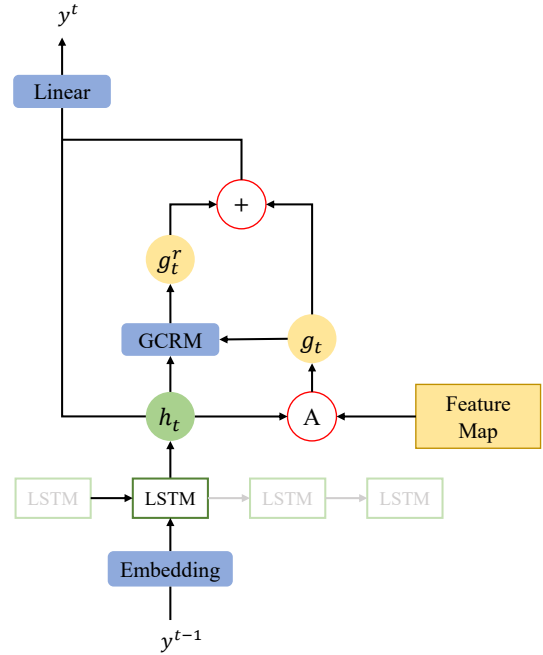 y^t
Linear
+
g_t^r
GCRM
g_t
h_t
A
Feature
Map
LSTM
LSTM
LSTM
LSTM
Embedding
y^{t-1}